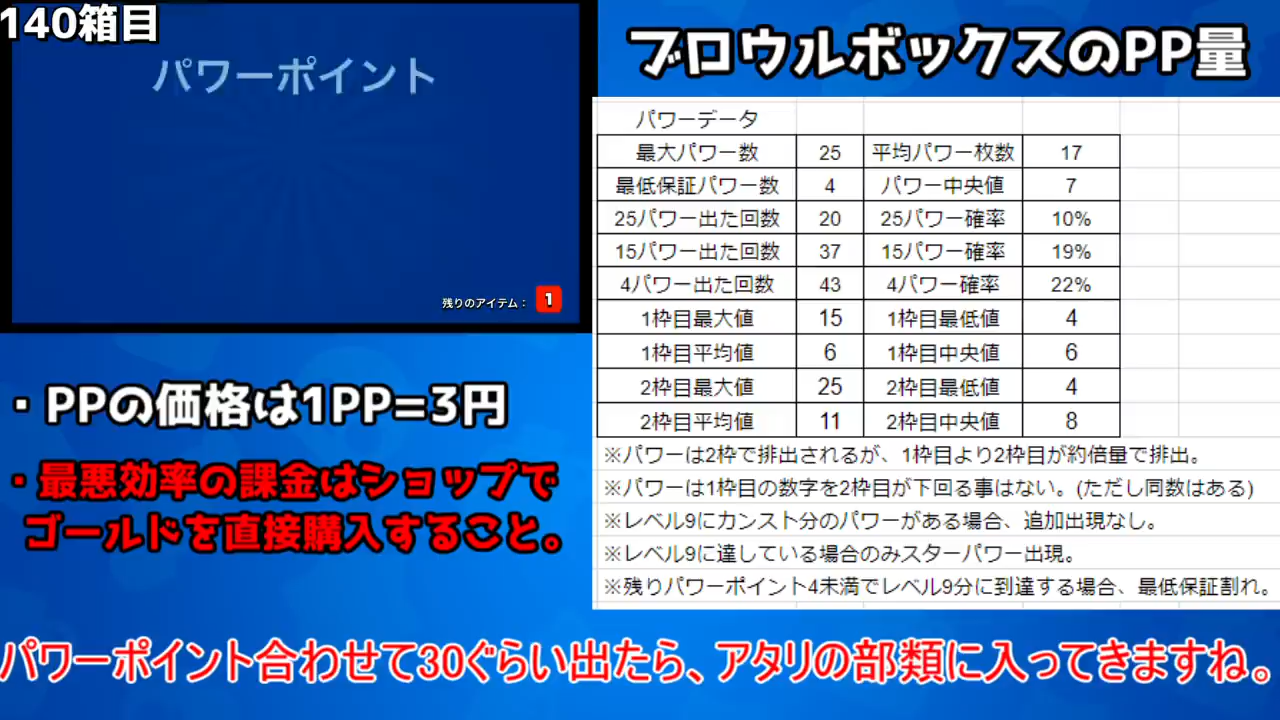 140箱目
パワーポイント
残りのアイテム： 1
ブロウルボックスのPP量
パワーデータ
最大パワー数 25 平均パワー枚数 17
最低保証パワー数 4 パワー中央値 7
25パワー出た回数 20 25パワー確率 10%
15パワー出た回数 37 15パワー確率 19%
4パワー出た回数 43 4パワー確率 22%
1枠目最大値 15 1枠目最低値 4
1枠目平均値 6 1枠目中央値 6
2枠目最大値 25 2枠目最低値 4
2枠目平均値 11 2枠目中央値 8
※パワーは2枠で排出されるが、1枠目より2枠目が約倍量で排出。
※パワーは1枠目の数字を2枠目が下回る事はない。(ただし同数はある)
※レベル9にカンスト分のパワーがある場合、追加出現なし。
※レベル9に達している場合のみスターパワー出現。
※残りパワーポイント4未満でレベル9分に到達する場合、最低保証割れ。
・PPの価格は1PP=3円
・最悪効率の課金はショップで
ゴールドを直接購入すること。
パワーポイント合わせて30ぐらい出たら、アタリの部類に入ってきますね。